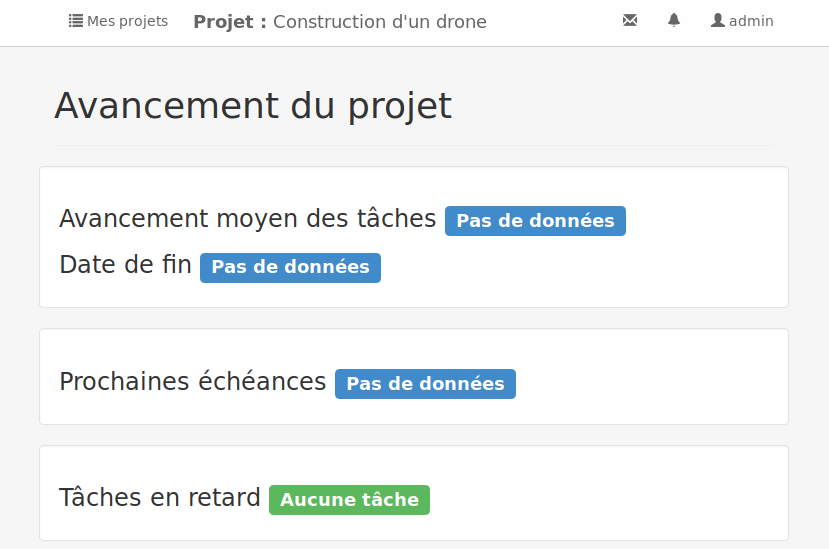 Mes projets Projet : Construction d'un drone admin
Avancement du projet
Avancement moyen des tâches Pas de données
Date de fin Pas de données
Prochaines échéances Pas de données
Tâches en retard Aucune tâche